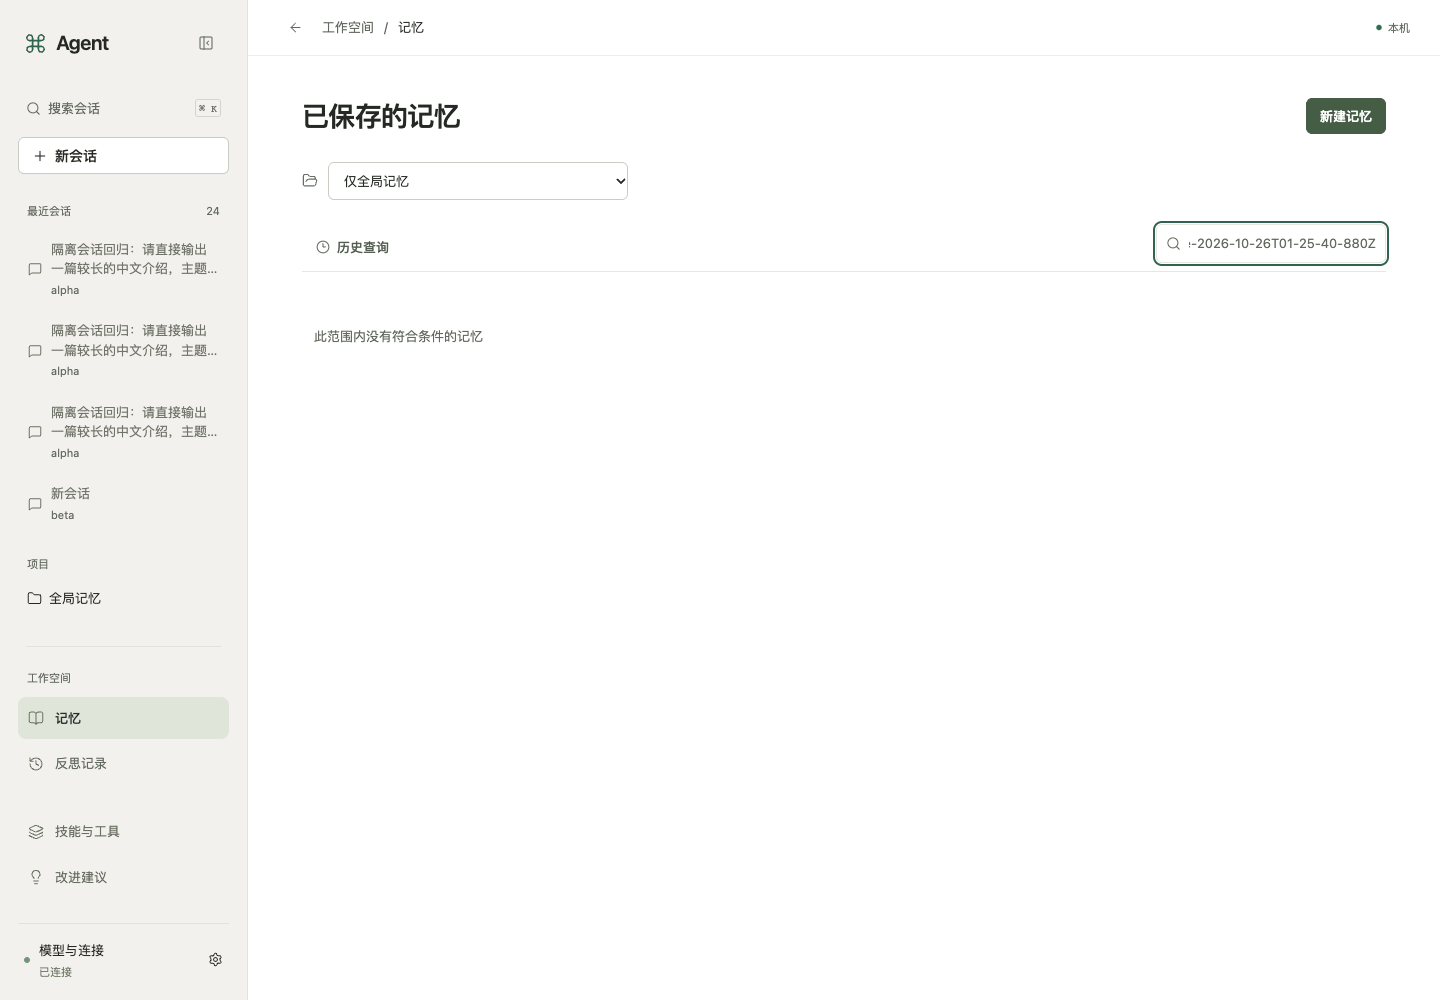 Agent
搜索会话
⌘ K
新会话
最近会话 24
隔离会话回归：请直接输出
一篇较长的中文介绍，主题...
alpha
隔离会话回归：请直接输出
一篇较长的中文介绍，主题...
alpha
隔离会话回归：请直接输出
一篇较长的中文介绍，主题...
alpha
新会话
beta
项目
全局记忆
工作空间
记忆
反思记录
技能与工具
改进建议
模型与连接
已连接
工作空间 / 记忆
本机
已保存的记忆
新建记忆
仅全局记忆
历史查询
-2026-10-26T01-25-40-880Z
此范围内没有符合条件的记忆